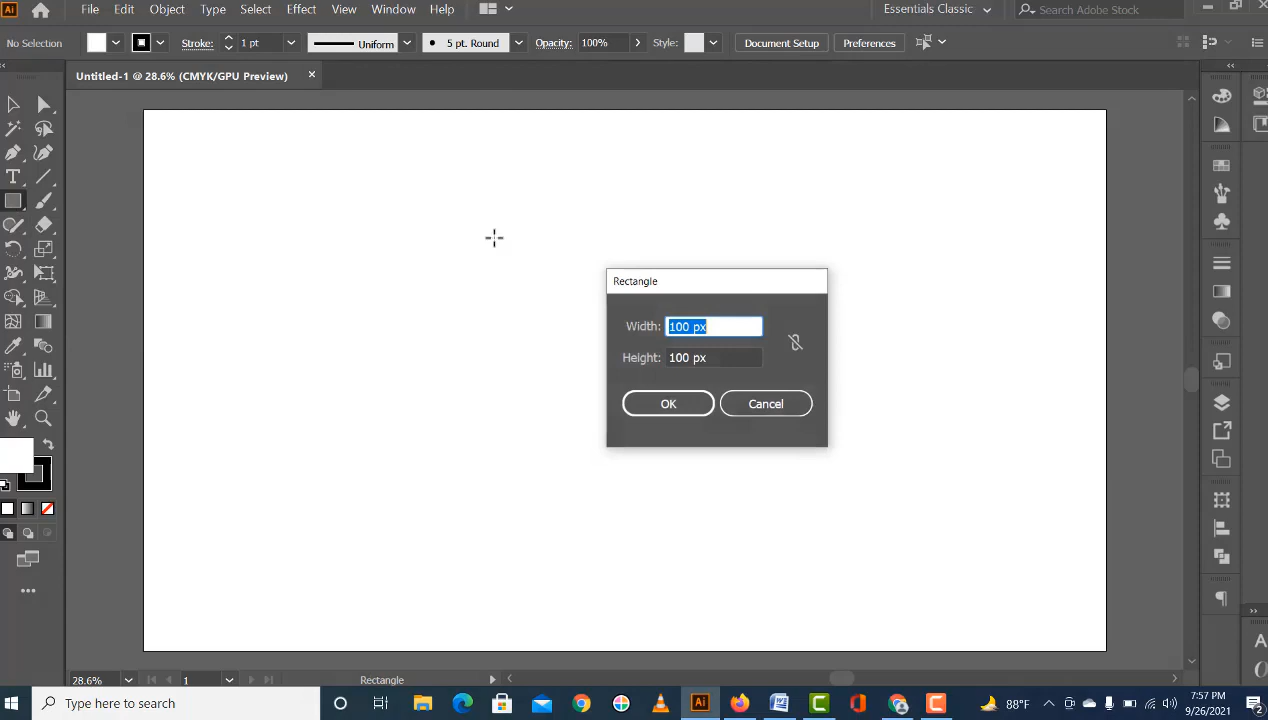 Ai File Edit Object Type Select Effect View Window Help Essentials Classic Search Adobe Stock
No Selection Stroke: 1 pt Uniform 5 pt. Round Opacity: 100% Style: Document Setup Preferences
Untitled-1 @ 28.6% (CMYK/GPU Preview)
Rectangle
Width: 100 px
Height: 100 px
OK Cancel
28.6% 1 Rectangle
Type here to search Ai 88°F 7:57 PM
9/26/2021 2